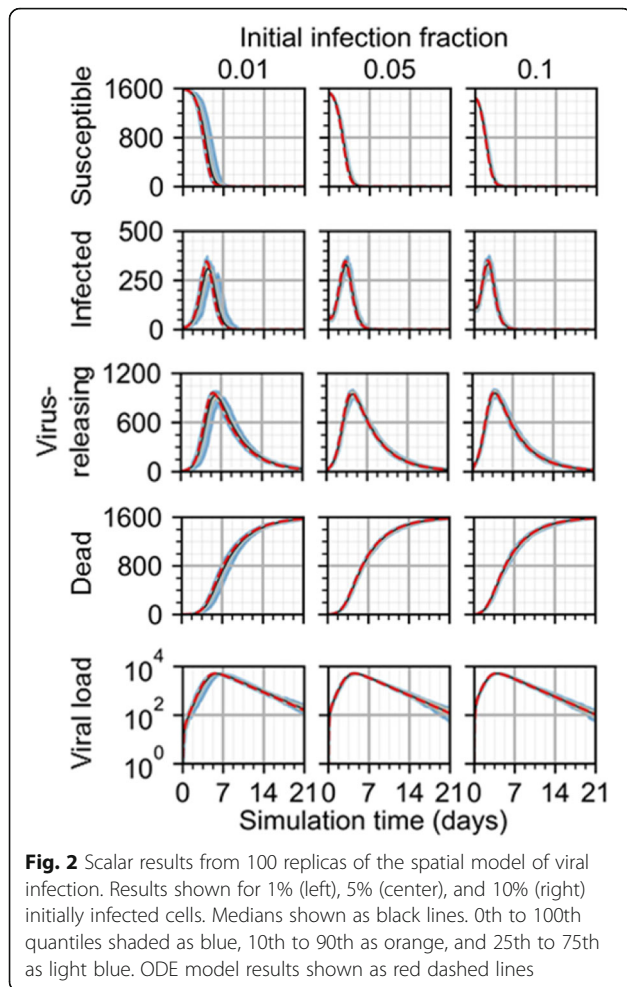 Initial infection fraction
0.01 0.05 0.1
Susceptible
1600
800
0
Infected
500
250
0
Virus-
releasing
1200
600
0
Dead
1600
800
0
Viral load
10^4
10^2
10^0
0 7 14 21 0 7 14 21 0 7 14 21
Simulation time (days)
Fig. 2 Scalar results from 100 replicas of the spatial model of viral
infection. Results shown for 1% (left), 5% (center), and 10% (right)
initially infected cells. Medians shown as black lines. 0th to 100th
quantiles shaded as blue, 10th to 90th as orange, and 25th to 75th
as light blue. ODE model results shown as red dashed lines